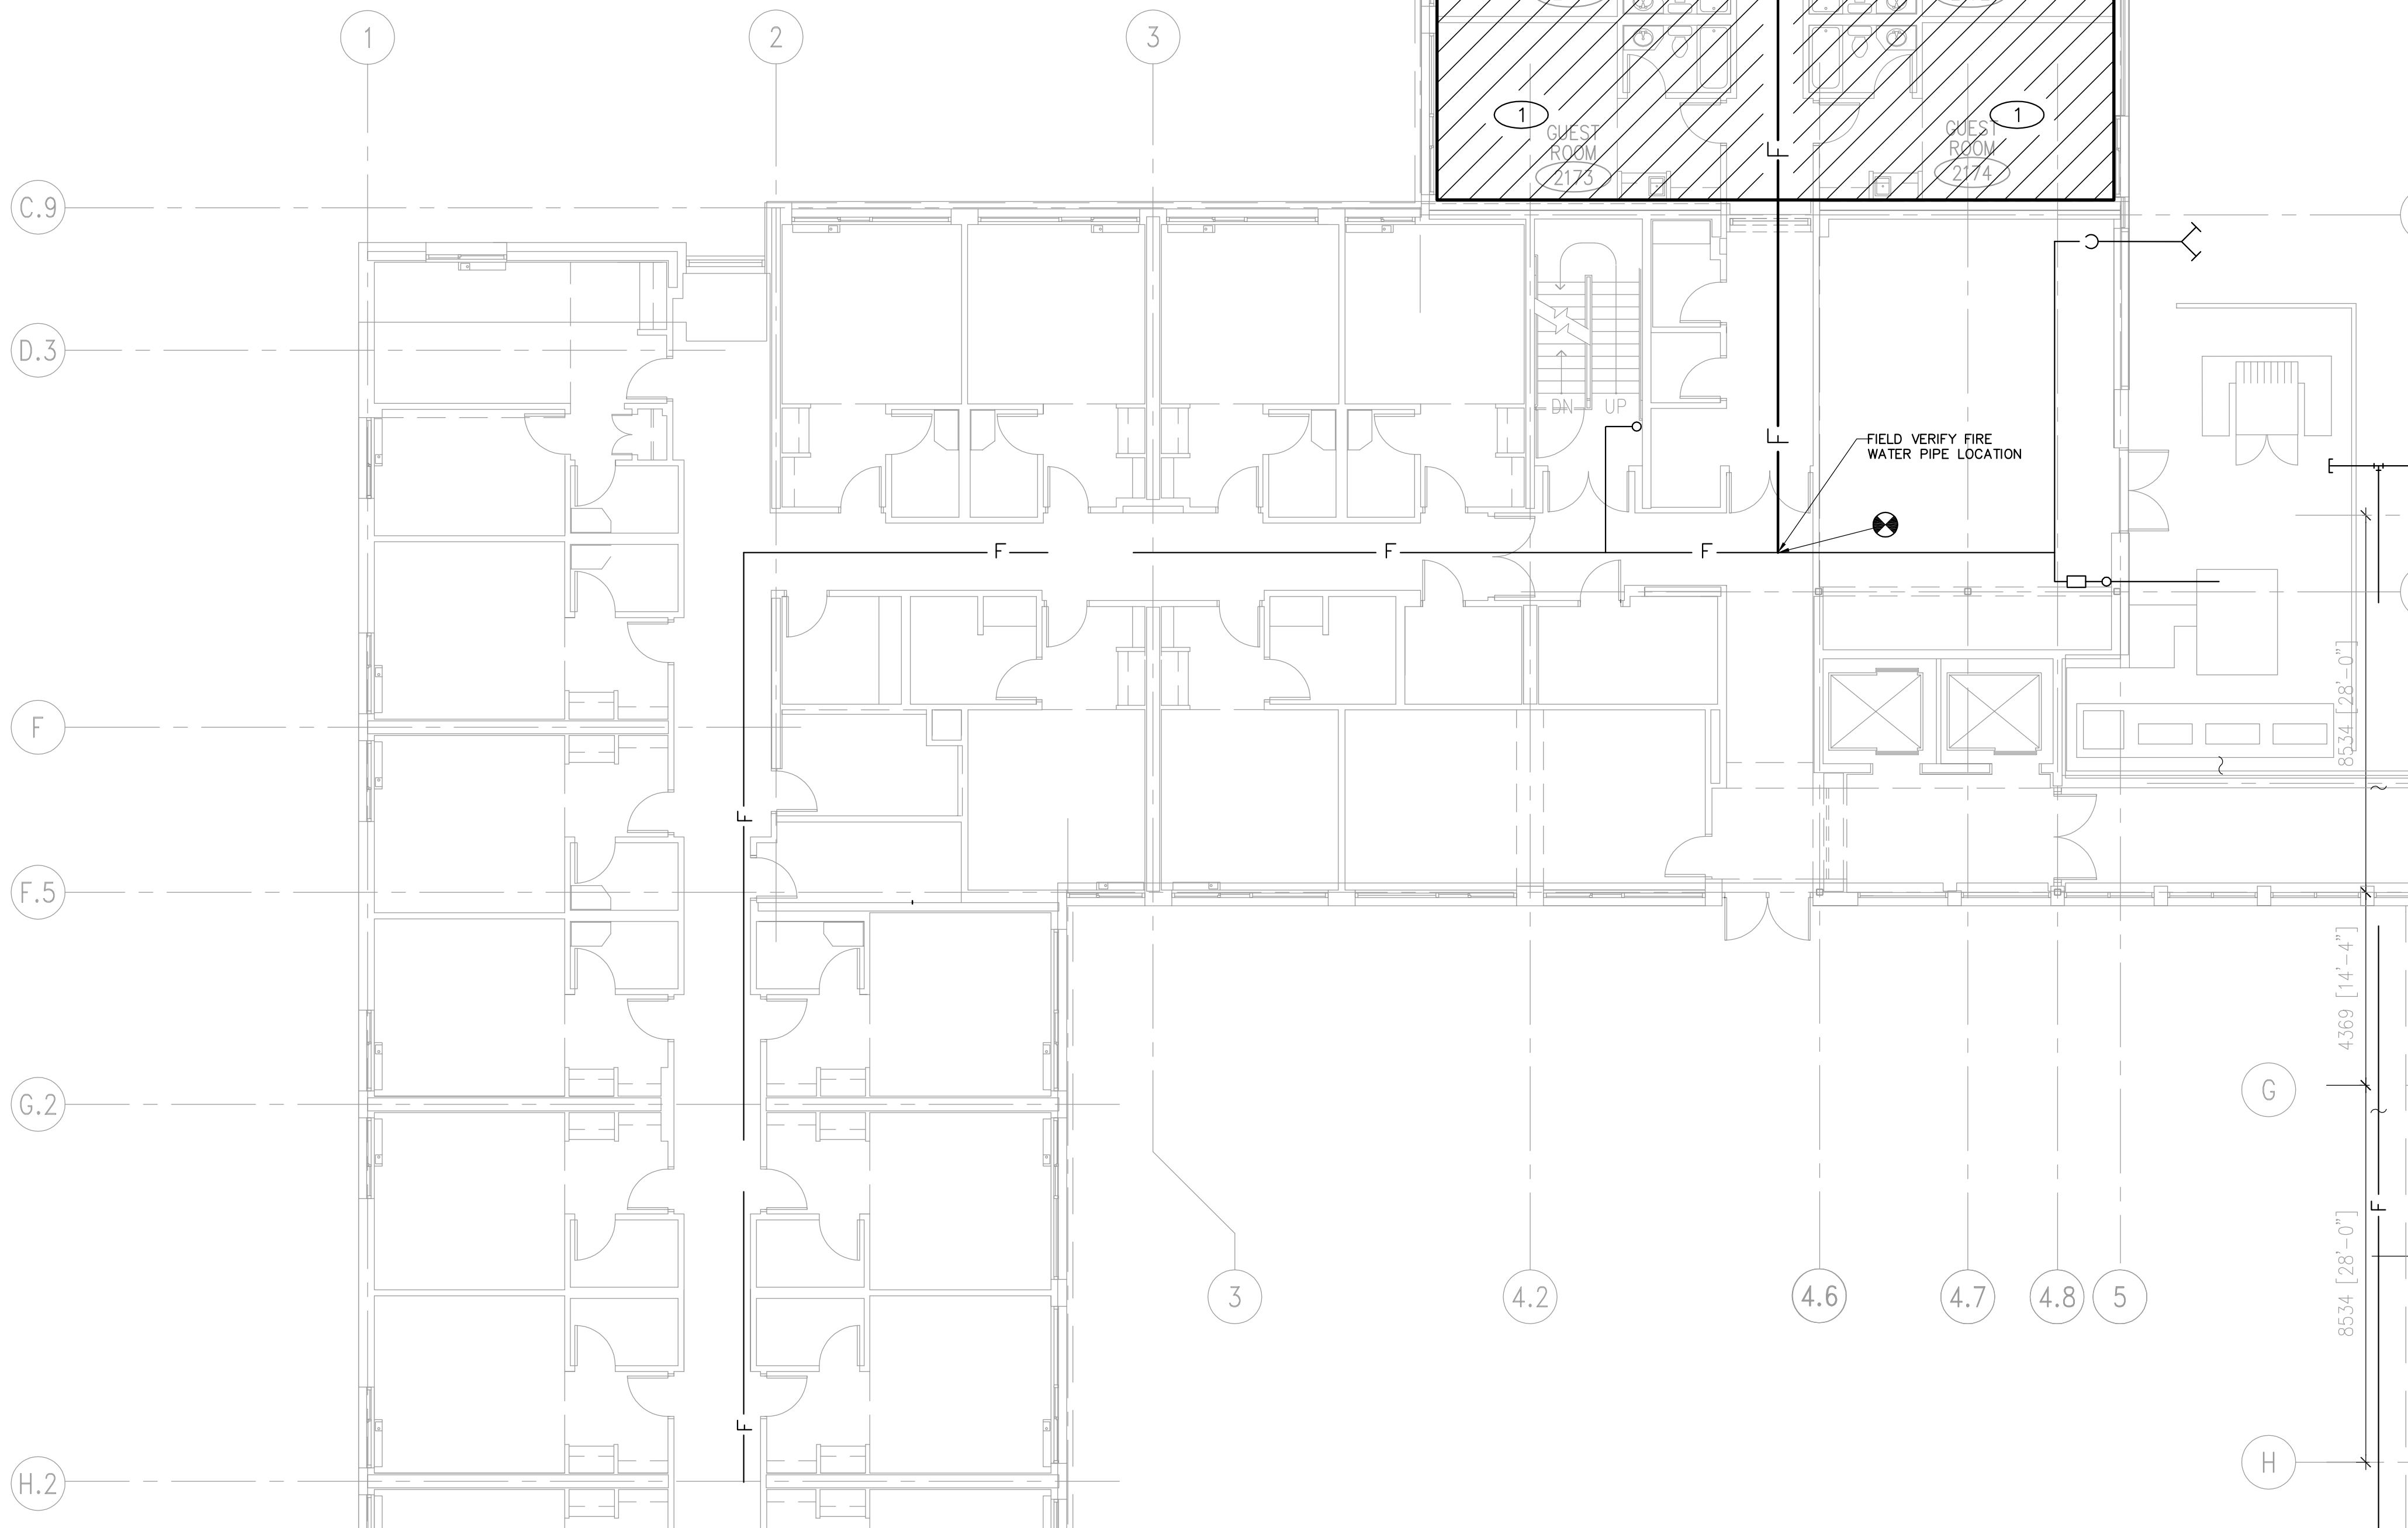 1
2
3
1
1
GUEST
ROOM
2173
GUEST
ROOM
2174
F
C.9
D.3
DN UP
F
FIELD VERIFY FIRE
WATER PIPE LOCATION
F
F
F
F
F
8534 [28'-0"]
F
F.5
4369 [14'-4"]
G.2
G
F
8534 [28'-0"]
3
4.2
4.6
4.7
4.8
5
F
H.2
H